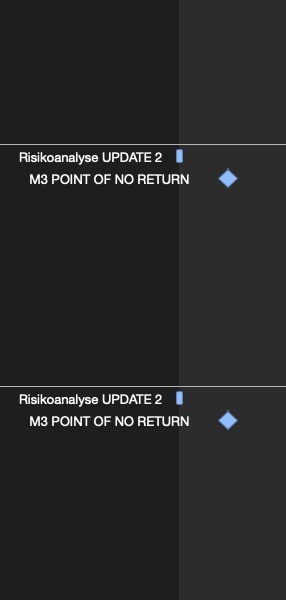 Risikoanalyse UPDATE 2
M3 POINT OF NO RETURN
Risikoanalyse UPDATE 2
M3 POINT OF NO RETURN